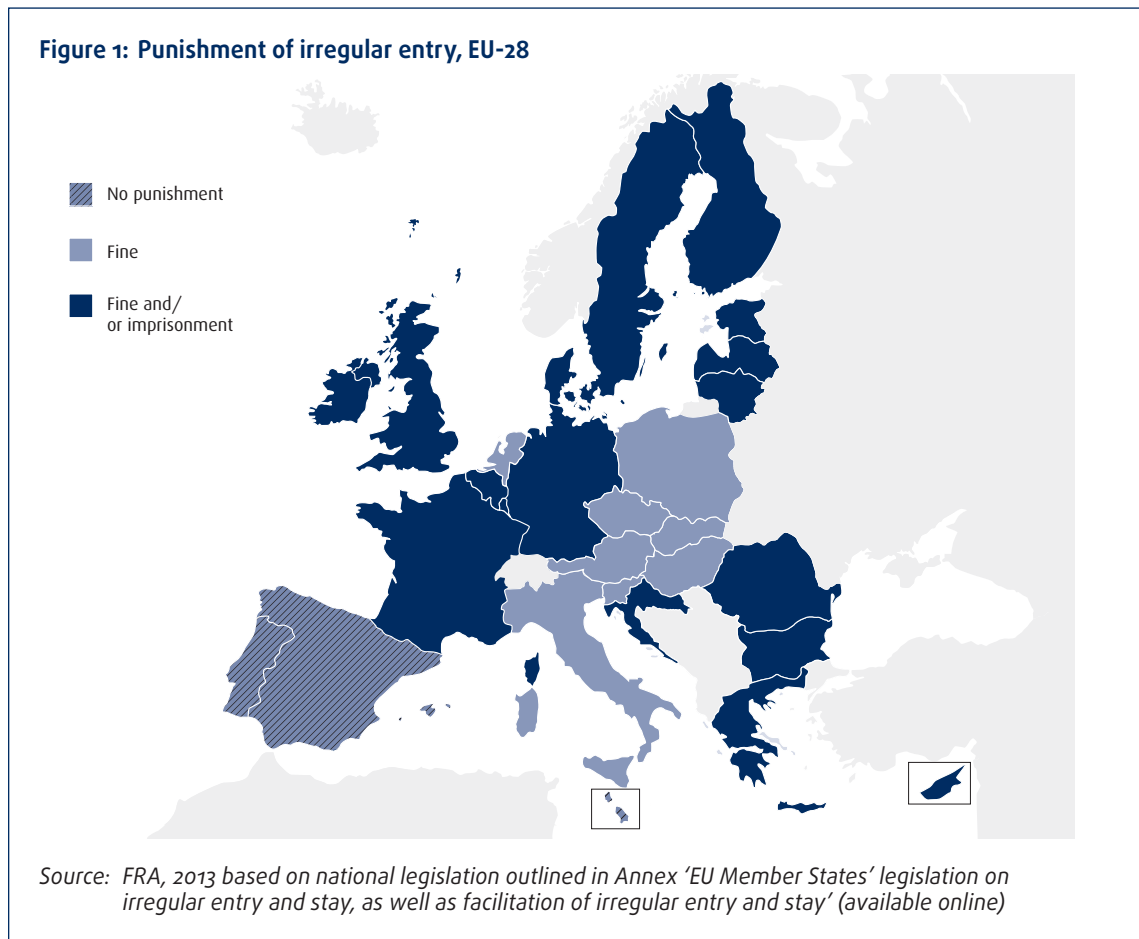 Figure 1: Punishment of irregular entry, EU-28
No punishment
Fine
Fine and/
or imprisonment
Source: FRA, 2013 based on national legislation outlined in Annex ‘EU Member States’ legislation on
irregular entry and stay, as well as facilitation of irregular entry and stay’ (available online)